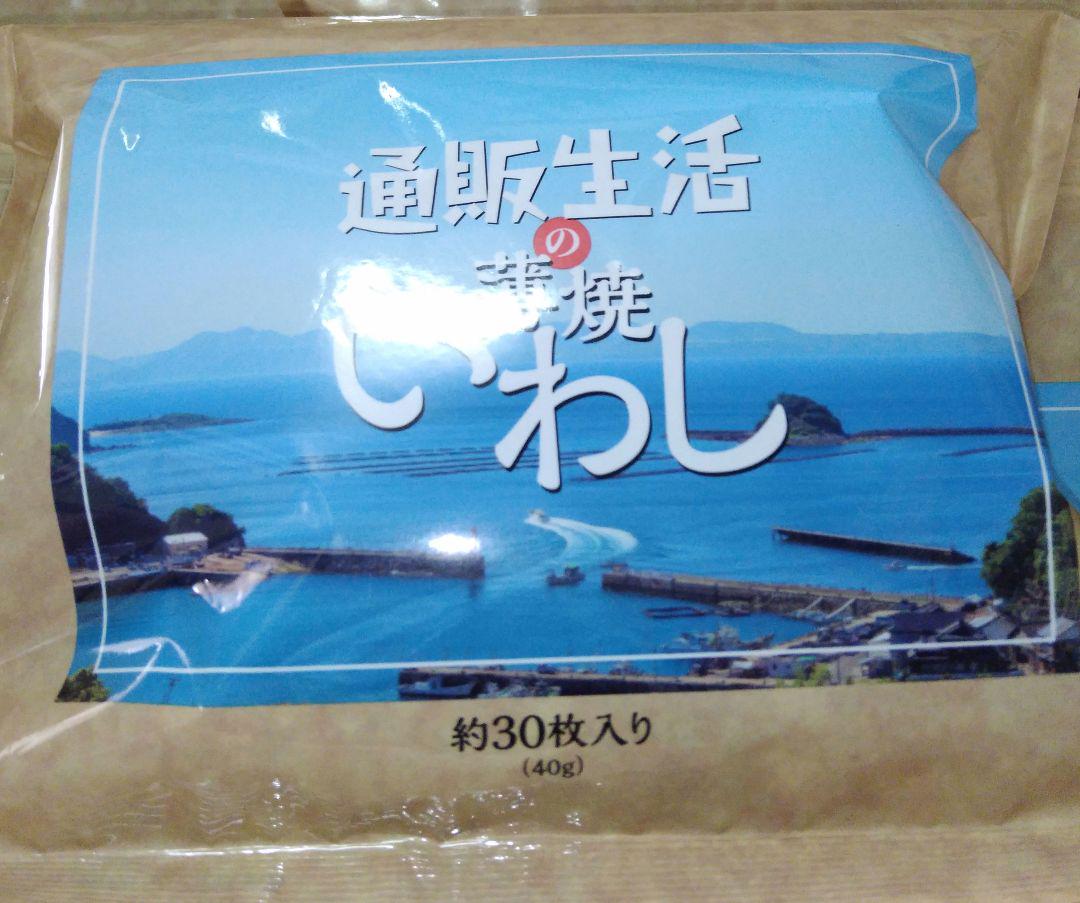 通販生活
の
薄焼
いわし
約30枚入り
(40g)